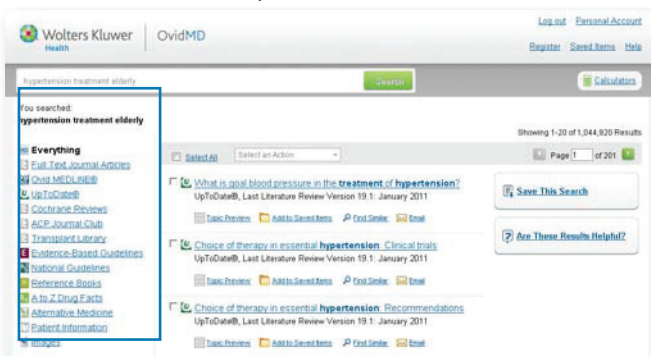 Wolters Kluwer
Health
OvidMD
Log out Personal Account
Register Saved Items Help
hypertension treatment elderly
Search
Calculators
You searched:
hypertension treatment elderly
Showing 1-20 of 1,044,920 Results
Everything
Full Text Journal Articles
Ovid MEDLINE®
UpToDate®
Cochrane Reviews
ACP Journal Club
Transplant Library
Evidence-Based Guidelines
National Guidelines
Reference Books
A to Z Drug Facts
Alternative Medicine
Patient Information
Images
Select All
Select an Action
Page 1 of 201
What is goal blood pressure in the treatment of hypertension?
UpToDate®, Last Literature Review Version 19.1: January 2011
Topic Preview Add to Saved Items Find Similar Email
Choice of therapy in essential hypertension: Clinical trials
UpToDate®, Last Literature Review Version 19.1: January 2011
Topic Preview Add to Saved Items Find Similar Email
Choice of therapy in essential hypertension: Recommendations
UpToDate®, Last Literature Review Version 19.1: January 2011
Topic Preview Add to Saved Items Find Similar Email
Save This Search
Are These Results Helpful?